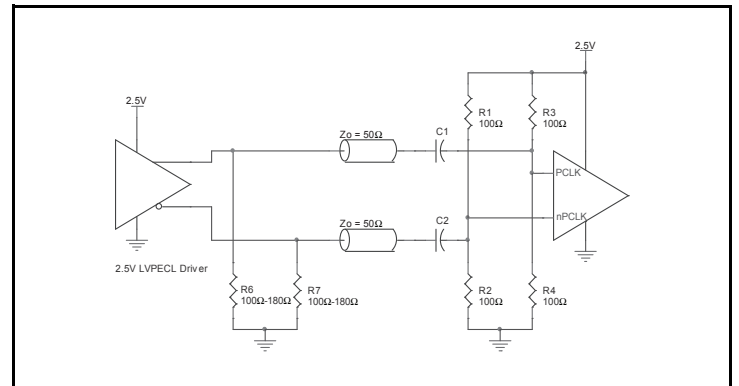 2.5V
2.5V
R1
100Ω
R3
100Ω
Zo = 50Ω
C1
PCLK
Zo = 50Ω
C2
nPCLK
2.5V LVPECL Driver
R6
100Ω-180Ω
R7
100Ω-180Ω
R2
100Ω
R4
100Ω